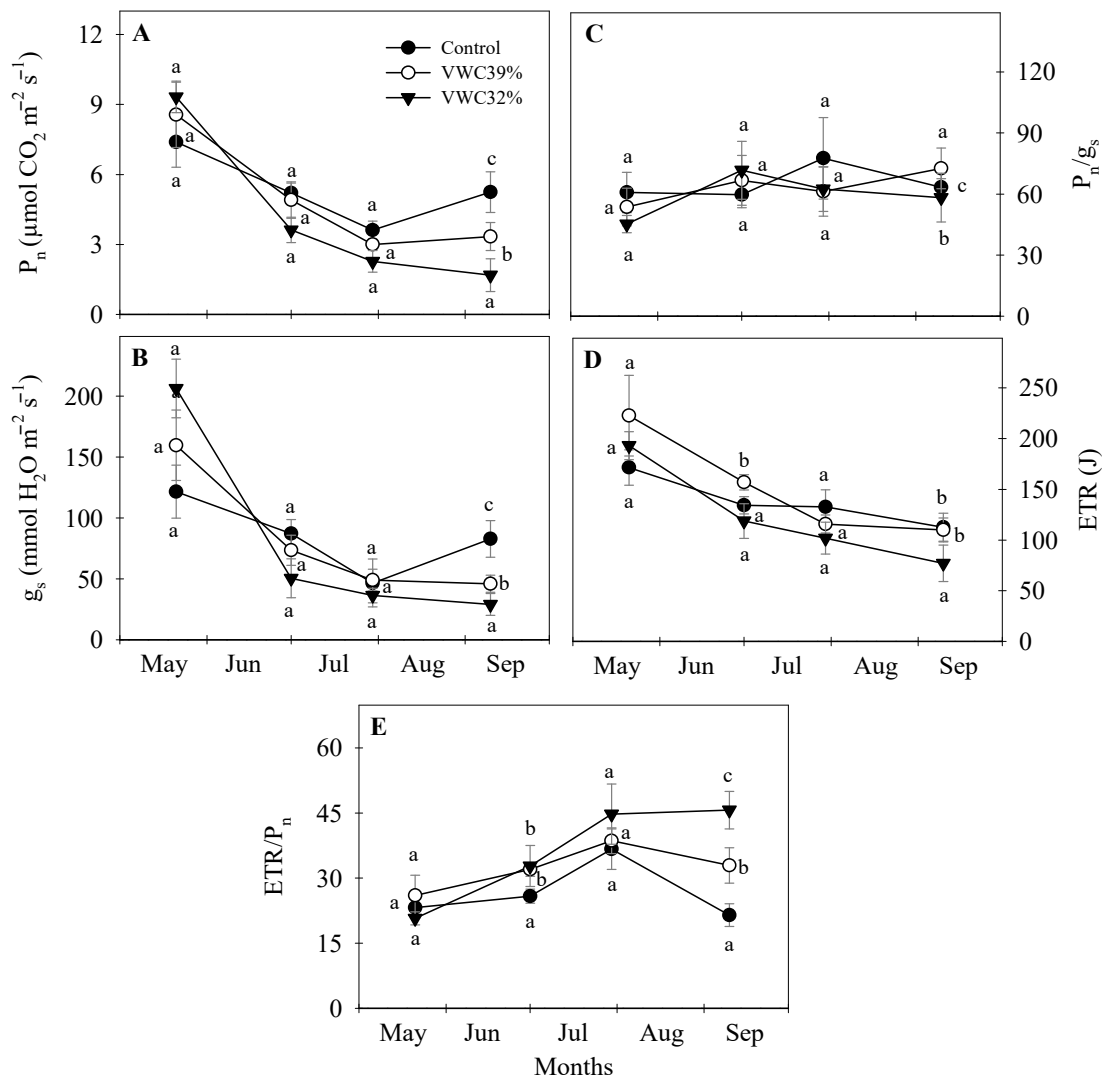 A
Control
VWC39%
VWC32%
12
9
6
3
0
Pn (µmol CO2 m−2 s−1)
a
a
a
a
a
a
a
a
a
c
b
a
C
120
90
60
30
0
Pn/gs
a
a
a
a
a
a
a
a
a
a
c
b
B
200
150
100
50
0
gs (mmol H2O m−2 s−1)
a
a
a
a
a
a
a
a
a
a
c
b
a
May Jun Jul Aug Sep
D
250
200
150
100
50
0
ETR (J)
a
a
a
b
a
a
a
a
a
b
b
a
May Jun Jul Aug Sep
E
60
45
30
15
0
ETR/Pn
a
a
a
b
b
a
a
a
a
c
b
a
May Jun Jul Aug Sep
Months